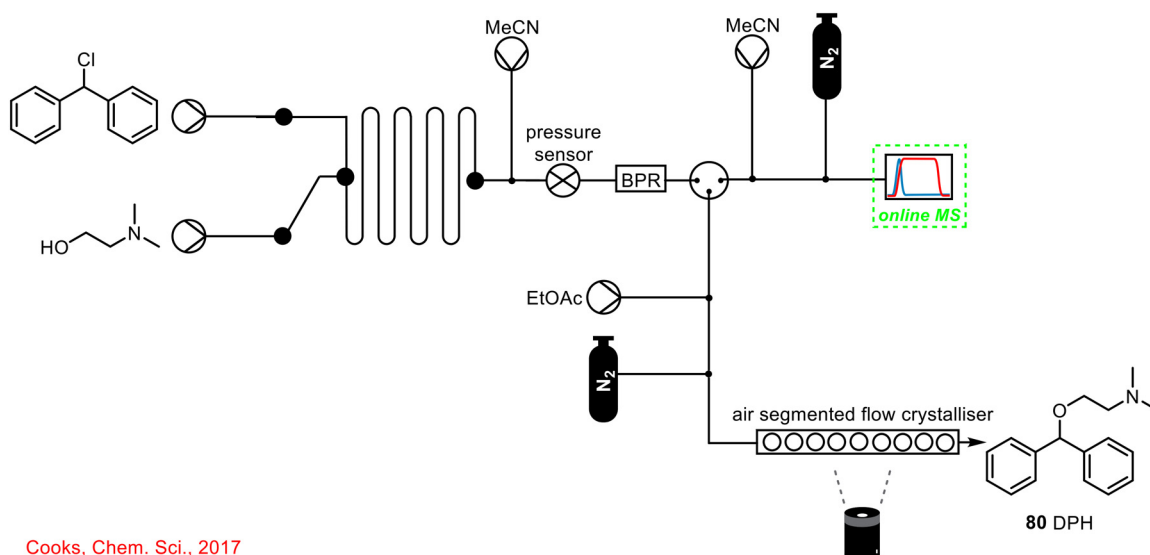 MeCN
MeCN
N2
Cl
pressure
sensor
BPR
online MS
HO
N
EtOAc
N2
air segmented flow crystalliser
N
O
80 DPH
Cooks, Chem. Sci., 2017